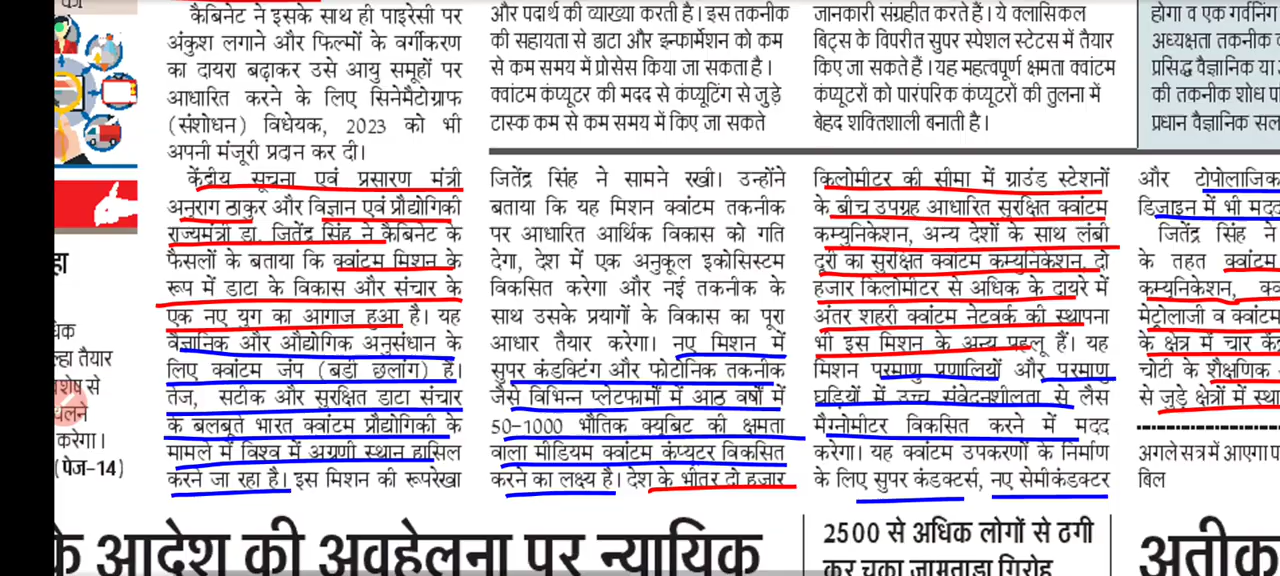 कैबिनेट ने इसके साथ ही पाइरेसी पर
अंकुश लगाने और फिल्मों के वर्गीकरण
का दायरा बढ़ाकर उसे आयु समूहों पर
आधारित करने के लिए सिनेमैटोग्राफ
(संशोधन) विधेयक, 2023 को भी
अपनी मंजूरी प्रदान कर दी।
केंद्रीय सूचना एवं प्रसारण मंत्री
अनुराग ठाकुर और विज्ञान एवं प्रौद्योगिकी
राज्यमंत्री डा. जितेंद्र सिंह ने कैबिनेट के
फैसलों के बताया कि क्वांटम मिशन के
रूप में डाटा के विकास और संचार के
एक नए युग का आगाज हुआ है। यह
वैज्ञानिक और औद्योगिक अनुसंधान के
लिए क्वांटम जंप (बड़ी छलांग) है।
तेज, सटीक और सुरक्षित डाटा संचार
के बलबूते भारत क्वांटम प्रौद्योगिकी के
मामले में विश्व में अग्रणी स्थान हासिल
करने जा रहा है। इस मिशन की रूपरेखा
और पदार्थ की व्याख्या करती है। इस तकनीक
की सहायता से डाटा और इन्फार्मेशन को कम
से कम समय में प्रोसेस किया जा सकता है।
क्वांटम कंप्यूटर की मदद से कंप्यूटिंग से जुड़े
टास्क कम से कम समय में किए जा सकते
जानकारी संग्रहीत करते हैं। ये क्लासिकल
बिट्स के विपरीत सुपर स्पेशल स्टेटस में तैयार
किए जा सकते हैं। यह महत्वपूर्ण क्षमता क्वांटम
कंप्यूटरों को पारंपरिक कंप्यूटरों की तुलना में
बेहद शक्तिशाली बनाती है।
होगा व एक गर्वनिंग
अध्यक्षता तकनीक
प्रसिद्ध वैज्ञानिक या
की तकनीक शोध
प्रधान वैज्ञानिक
जितेंद्र सिंह ने सामने रखी। उन्होंने
बताया कि यह मिशन क्वांटम तकनीक
पर आधारित आर्थिक विकास को गति
देगा, देश में एक अनुकूल इकोसिस्टम
विकसित करेगा और नई तकनीक के
साथ उसके प्रयागों के विकास का पूरा
आधार तैयार करेगा। नए मिशन में
सुपर कंडक्टिंग और फोटोनिक तकनीक
जैसे विभिन्न प्लेटफार्मों में आठ वर्षों में
50-1000 भौतिक क्यूबिट की क्षमता
वाला मीडियम क्वांटम कंप्यूटर विकसित
करने का लक्ष्य है। देश के भीतर दो हजार
किलोमीटर की सीमा में ग्राउंड स्टेशनों
के बीच उपग्रह आधारित सुरक्षित क्वांटम
कम्युनिकेशन, अन्य देशों के साथ लंबी
दूरी का सुरक्षित क्वांटम कम्युनिकेशन, दो
हजार किलोमीटर से अधिक के दायरे में
अंतर शहरी क्वांटम नेटवर्क की स्थापना
भी इस मिशन के अन्य पहलू हैं। यह
मिशन परमाणु प्रणालियों और परमाणु
घड़ियों में उच्च संवेदनशीलता से लैस
मैग्नोमीटर विकसित करने में मदद
करेगा। यह क्वांटम उपकरणों के निर्माण
के लिए सुपर कंडक्टर्स, नए सेमीकंडक्टर
और टोपोलाजिक
डिज़ाइन में भी मदद
जितेंद्र सिंह ने
के तहत क्वांटम
कम्युनिकेशन,
मेट्रोलाजी व क्वांटम
के क्षेत्र में चार
चोटी के शैक्षणिक
से जुड़े क्षेत्रों में
अगले सत्र में आएगा
बिल
तैयार
से
करेगा।
(पेज-14)
के आदेश की अवहेलना पर न्यायिक
2500 से अधिक लोगों से ठगी
कर चुका जामताड़ा गिरोह
अतीक